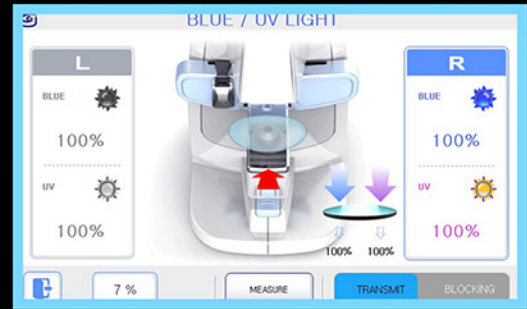 BLUE / UV LIGHT
L
BLUE
100%
UV
100%
R
BLUE
100%
UV
100%
100% 100%
7 %
MEASURE
TRANSMIT
BLOCKING